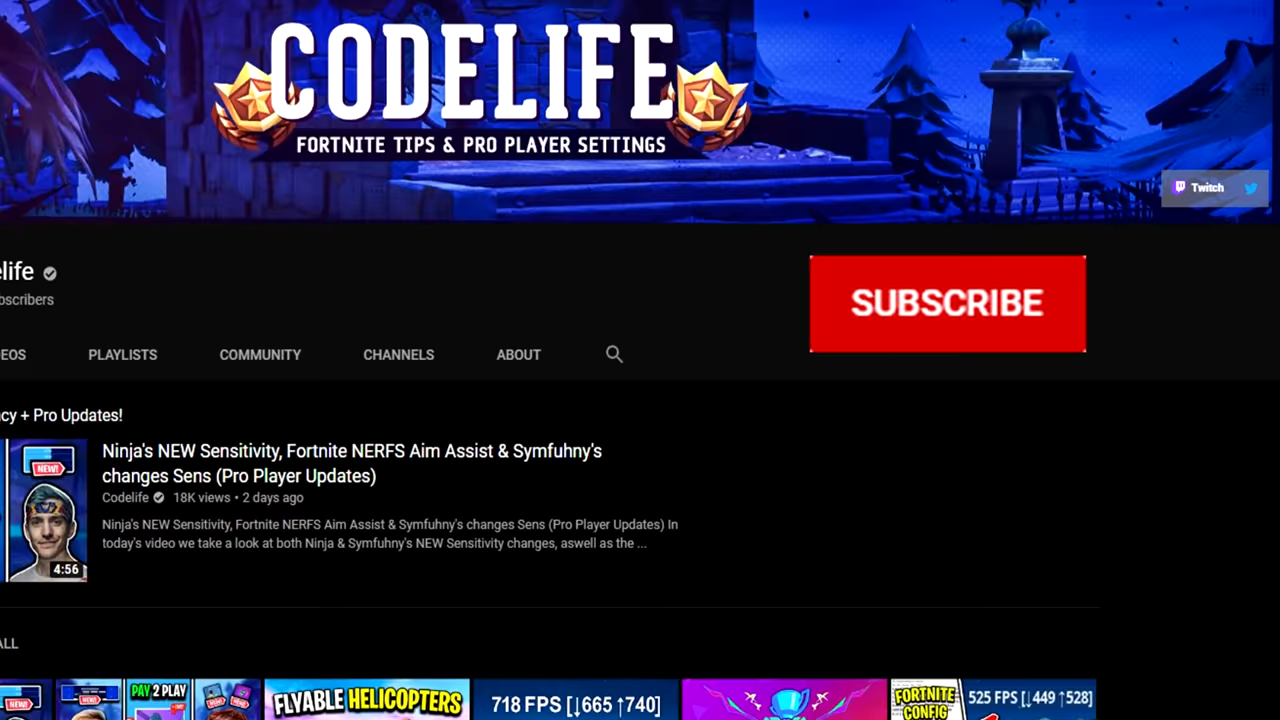 CODELIFE
FORTNITE TIPS & PRO PLAYER SETTINGS
Twitch
elife
bscribers
SUBSCRIBE
EOS PLAYLISTS COMMUNITY CHANNELS ABOUT
cy + Pro Updates!
NEW!
4:56
Ninja's NEW Sensitivity, Fortnite NERFS Aim Assist & Symfuhny's
changes Sens (Pro Player Updates)
Codelife 18K views • 2 days ago
Ninja's NEW Sensitivity, Fortnite NERFS Aim Assist & Symfuhny's changes Sens (Pro Player Updates) In
today's video we take a look at both Ninja & Symfuhny's NEW Sensitivity changes, aswell as the ...
ALL
NEW!
NEW!
PAY 2 PLAY
FLYABLE HELICOPTERS
718 FPS [↓665 ↑740]
FORTNITE
CONFIG
525 FPS [↓449 ↑528]